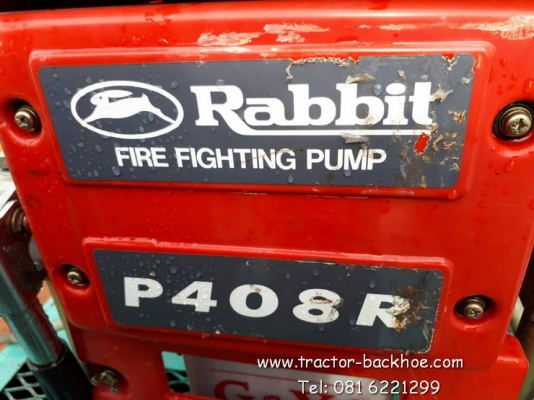 Rabbit
FIRE FIGHTING PUMP
P408R
www.tractor-backhoe.com
Tel: 081 6221299